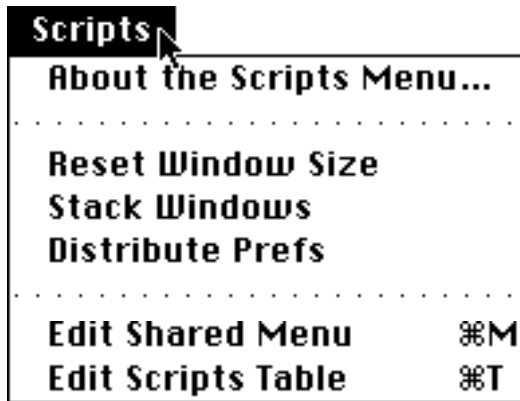 Scripts
About the Scripts Menu...
Reset Window Size
Stack Windows
Distribute Prefs
Edit Shared Menu ⌘M
Edit Scripts Table ⌘T